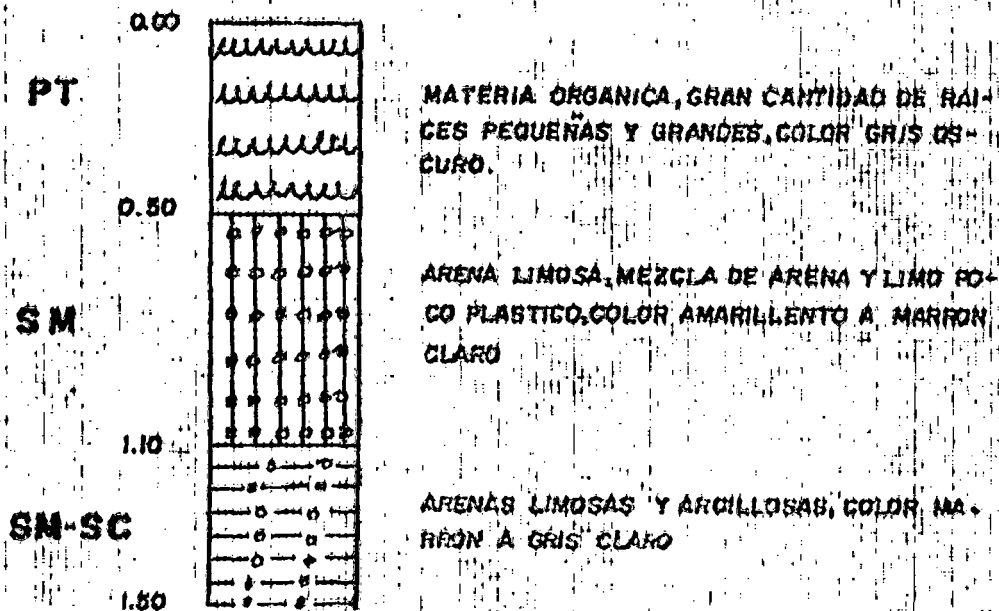 0.00
PT
MATERIA ORGANICA, GRAN CANTIDAD DE RAI-
CES PEQUEÑAS Y GRANDES, COLOR GRIS OS-
CURO.
0.50
ARENA LIMOSA, MEZCLA DE ARENA Y LIMO PO-
SM
CO PLASTICO, COLOR AMARILLENTO A MARRON
CLARO
1.10
ARENAS LIMOSAS Y ARCILLOSAS, COLOR MA-
SM-SC
RRON A GRIS CLARO
1.50